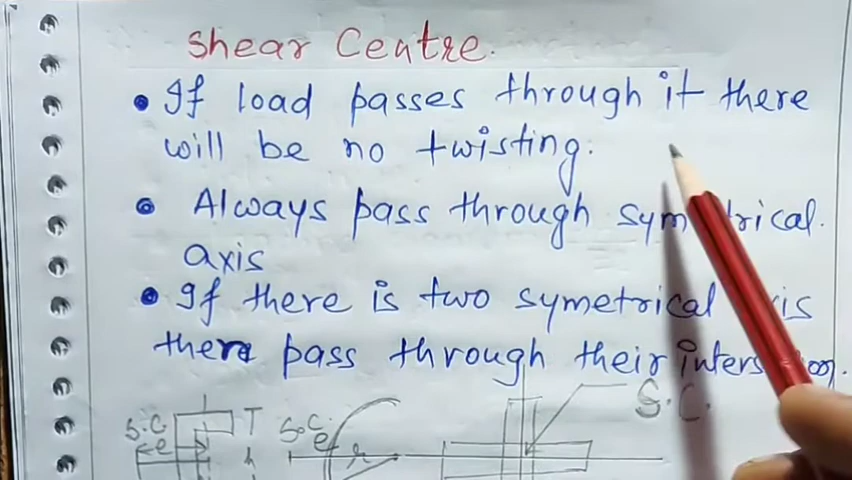 Shear Centre.
• If load passes through it there
will be no twisting.
• Always pass through
axis
• If there is two symetrical
pass through their
S.C. T S.C. S.C.
e e
h r